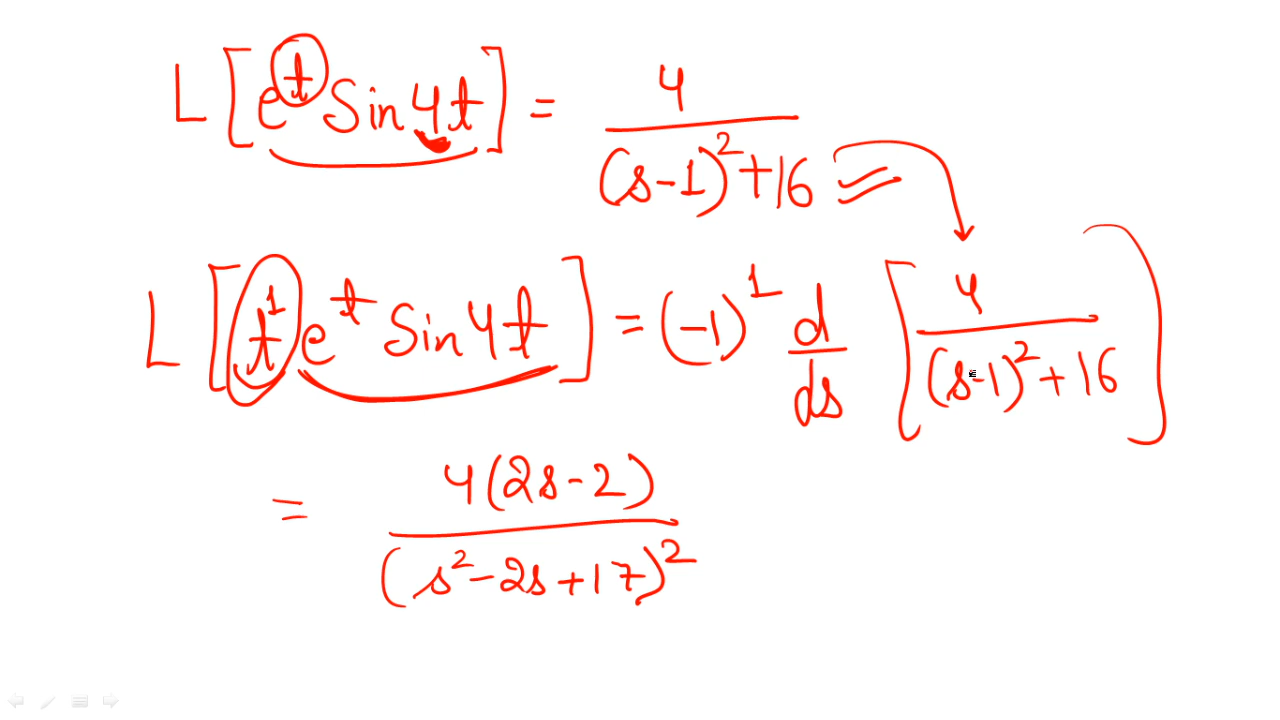 L[e^t Sin 4t] = 4/((s-1)^2+16)
L[t^1 e^t Sin 4t] = (-1)^1 d/ds [4/((s-1)^2+16)]
= 4(2s-2)/(s^2-2s+17)^2